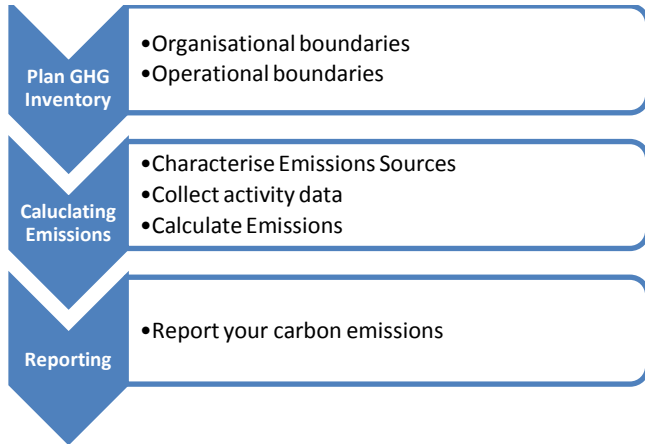 Plan GHG
Inventory
•Organisational boundaries
•Operational boundaries
Caluclating
Emissions
•Characterise Emissions Sources
•Collect activity data
•Calculate Emissions
Reporting
•Report your carbon emissions